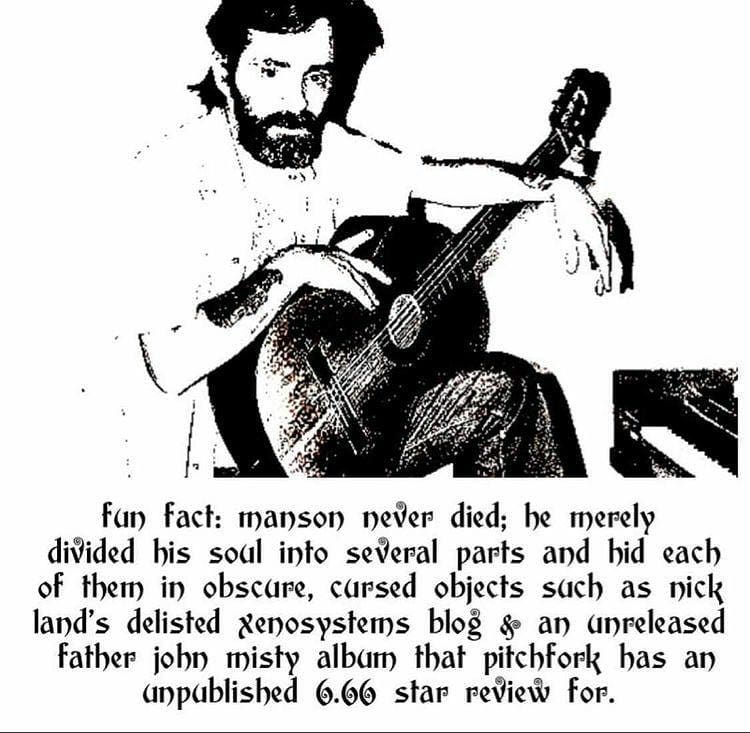 fun fact: manson never died; he merely
divided his soul into several parts and hid each
of them in obscure, cursed objects such as nick
land's delisted xenosystems blog & an unreleased
father john misty album that pitchfork has an
unpublished 6.66 star review for.